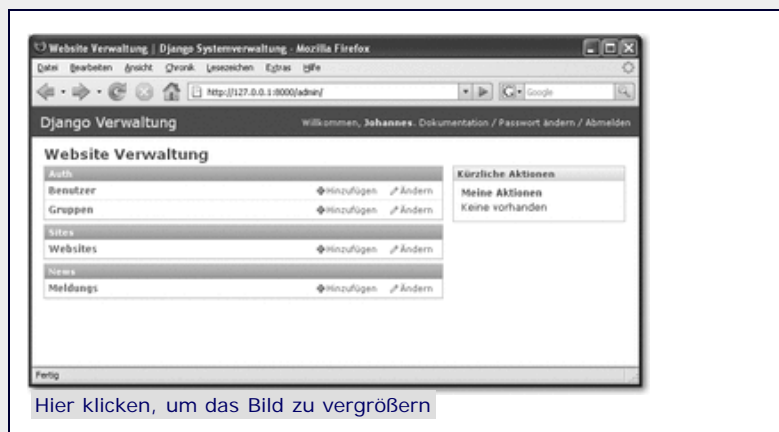 Website Verwaltung | Django Systemverwaltung - Mozilla Firefox
Datei Bearbeiten Ansicht Chronik Lesezeichen Extras Hilfe
http://127.0.0.1:8000/admin/
Google
Django Verwaltung
Willkommen, Johannes. Dokumentation / Passwort ändern / Abmelden
Website Verwaltung
Auth
Benutzer Hinzufügen Ändern
Gruppen Hinzufügen Ändern
Sites
Websites Hinzufügen Ändern
News
Meldungs Hinzufügen Ändern
Kürzliche Aktionen
Meine Aktionen
Keine vorhanden
Fertig
Hier klicken, um das Bild zu vergrößern